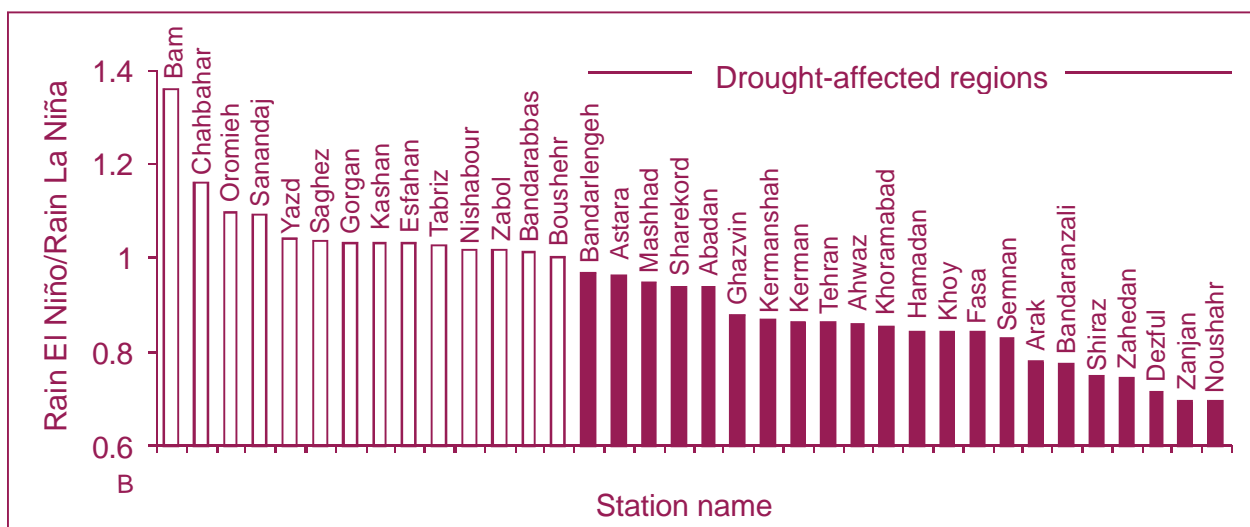 Drought-affected regions
Rain El Niño/Rain La Niña
1.4
1.2
1
0.8
0.6
Bam
Chahbahar
Oromieh
Sanandaj
Yazd
Saghez
Gorgan
Kashan
Esfahan
Tabriz
Nishabour
Zabol
Bandarabbas
Boushehr
Bandarlengeh
Astara
Mashhad
Sharekord
Abadan
Ghazvin
Kermanshah
Kerman
Tehran
Ahwaz
Khoramabad
Hamadan
Khoy
Fasa
Semnan
Arak
Bandaranzali
Shiraz
Zahedan
Dezful
Zanjan
Noushahr
B
Station name